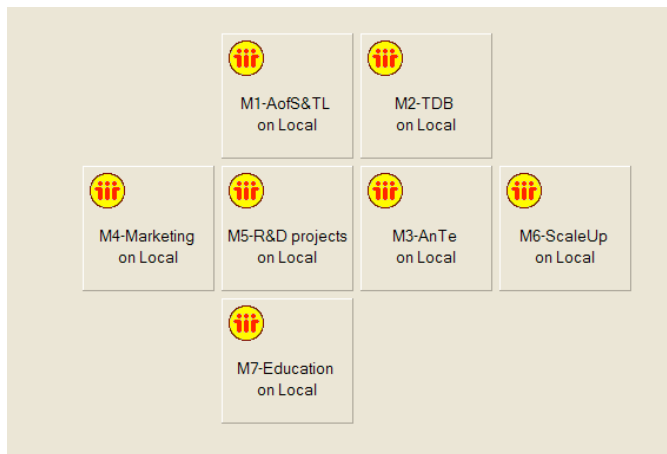 M1-AofS&TL
on Local
M2-TDB
on Local
M4-Marketing
on Local
M5-R&D projects
on Local
M3-AnTe
on Local
M6-ScaleUp
on Local
M7-Education
on Local